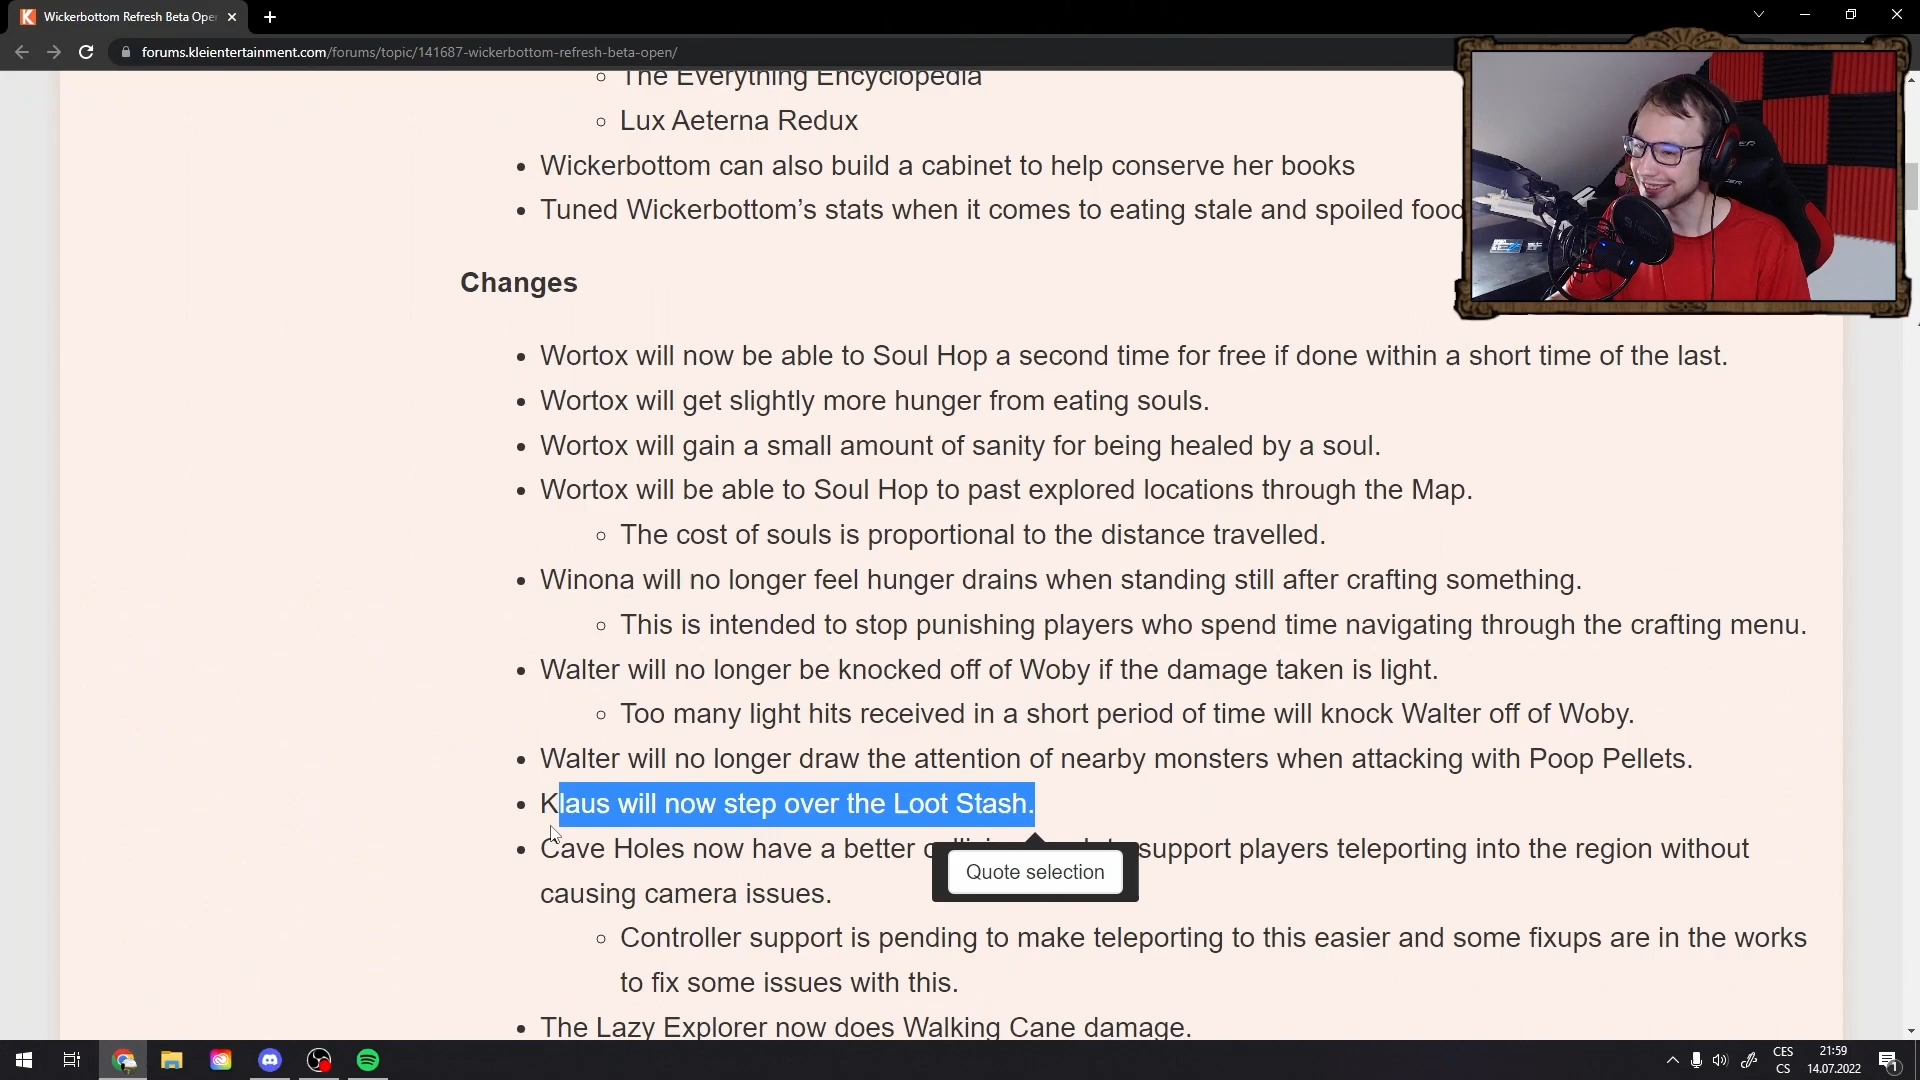 Wickerbottom Refresh Beta Ope
forums.kleientertainment.com/forums/topic/141687-wickerbottom-refresh-beta-open/
The Everything Encyclopedia
Lux Aeterna Redux
Wickerbottom can also build a cabinet to help conserve her books
Tuned Wickerbottom’s stats when it comes to eating stale and spoiled food
Changes
Wortox will now be able to Soul Hop a second time for free if done within a short time of the last.
Wortox will get slightly more hunger from eating souls.
Wortox will gain a small amount of sanity for being healed by a soul.
Wortox will be able to Soul Hop to past explored locations through the Map.
The cost of souls is proportional to the distance travelled.
Winona will no longer feel hunger drains when standing still after crafting something.
This is intended to stop punishing players who spend time navigating through the crafting menu.
Walter will no longer be knocked off of Woby if the damage taken is light.
Too many light hits received in a short period of time will knock Walter off of Woby.
Walter will no longer draw the attention of nearby monsters when attacking with Poop Pellets.
Klaus will now step over the Loot Stash.
Cave Holes now have a better support players teleporting into the region without
Quote selection
causing camera issues.
Controller support is pending to make teleporting to this easier and some fixups are in the works
to fix some issues with this.
The Lazy Explorer now does Walking Cane damage.
CES 21:59
CS 14.07.2022 1